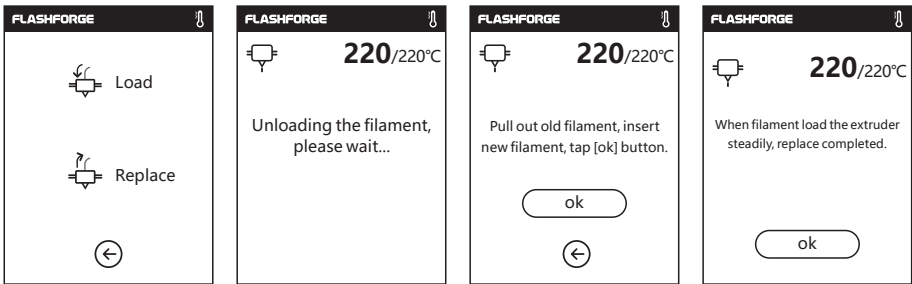 FLASHFORGE
Load
Replace
FLASHFORGE
220/220℃
Unloading the filament,
please wait...
FLASHFORGE
220/220℃
Pull out old filament, insert
new filament, tap [ok] button.
ok
FLASHFORGE
220/220℃
When filament load the extruder
steadily, replace completed.
ok